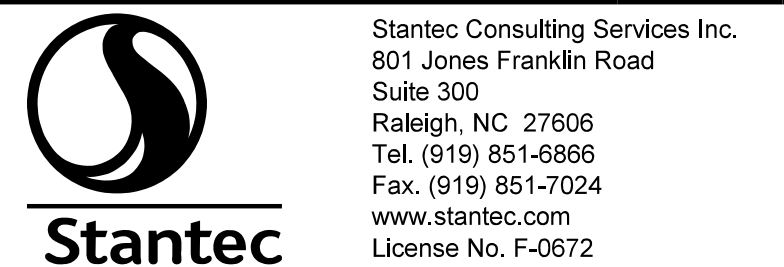 Stantec
Stantec Consulting Services Inc.
801 Jones Franklin Road
Suite 300
Raleigh, NC  27606
Tel. (919) 851-6866
Fax. (919) 851-7024
www.stantec.com
License No. F-0672